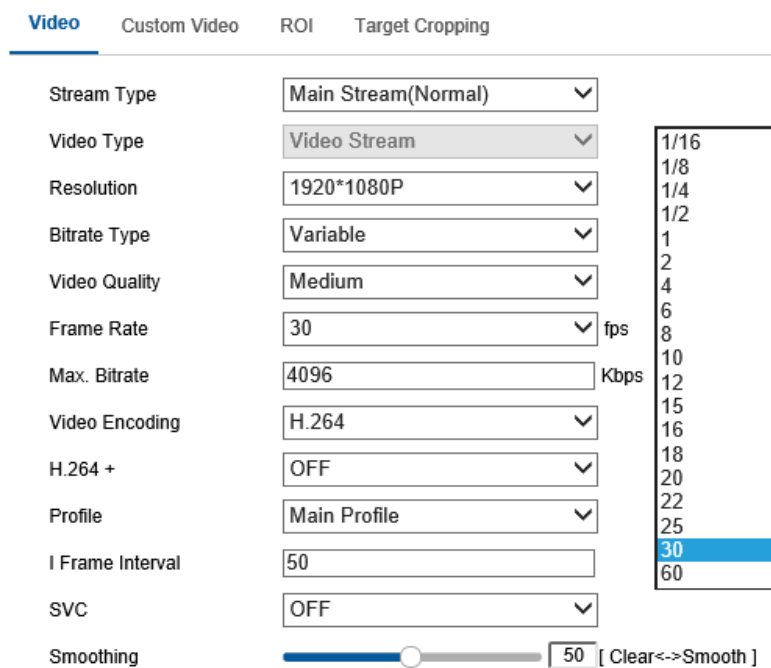 Video Custom Video ROI Target Cropping
Stream Type Main Stream(Normal)
Video Type Video Stream
Resolution 1920*1080P
Bitrate Type Variable
Video Quality Medium
Frame Rate 30 fps
Max. Bitrate 4096 Kbps
Video Encoding H.264
H.264 + OFF
Profile Main Profile
I Frame Interval 50
SVC OFF
Smoothing 50 [ Clear<->Smooth ]
1/16
1/8
1/4
1/2
1
2
4
6
8
10
12
15
16
18
20
22
25
30
60